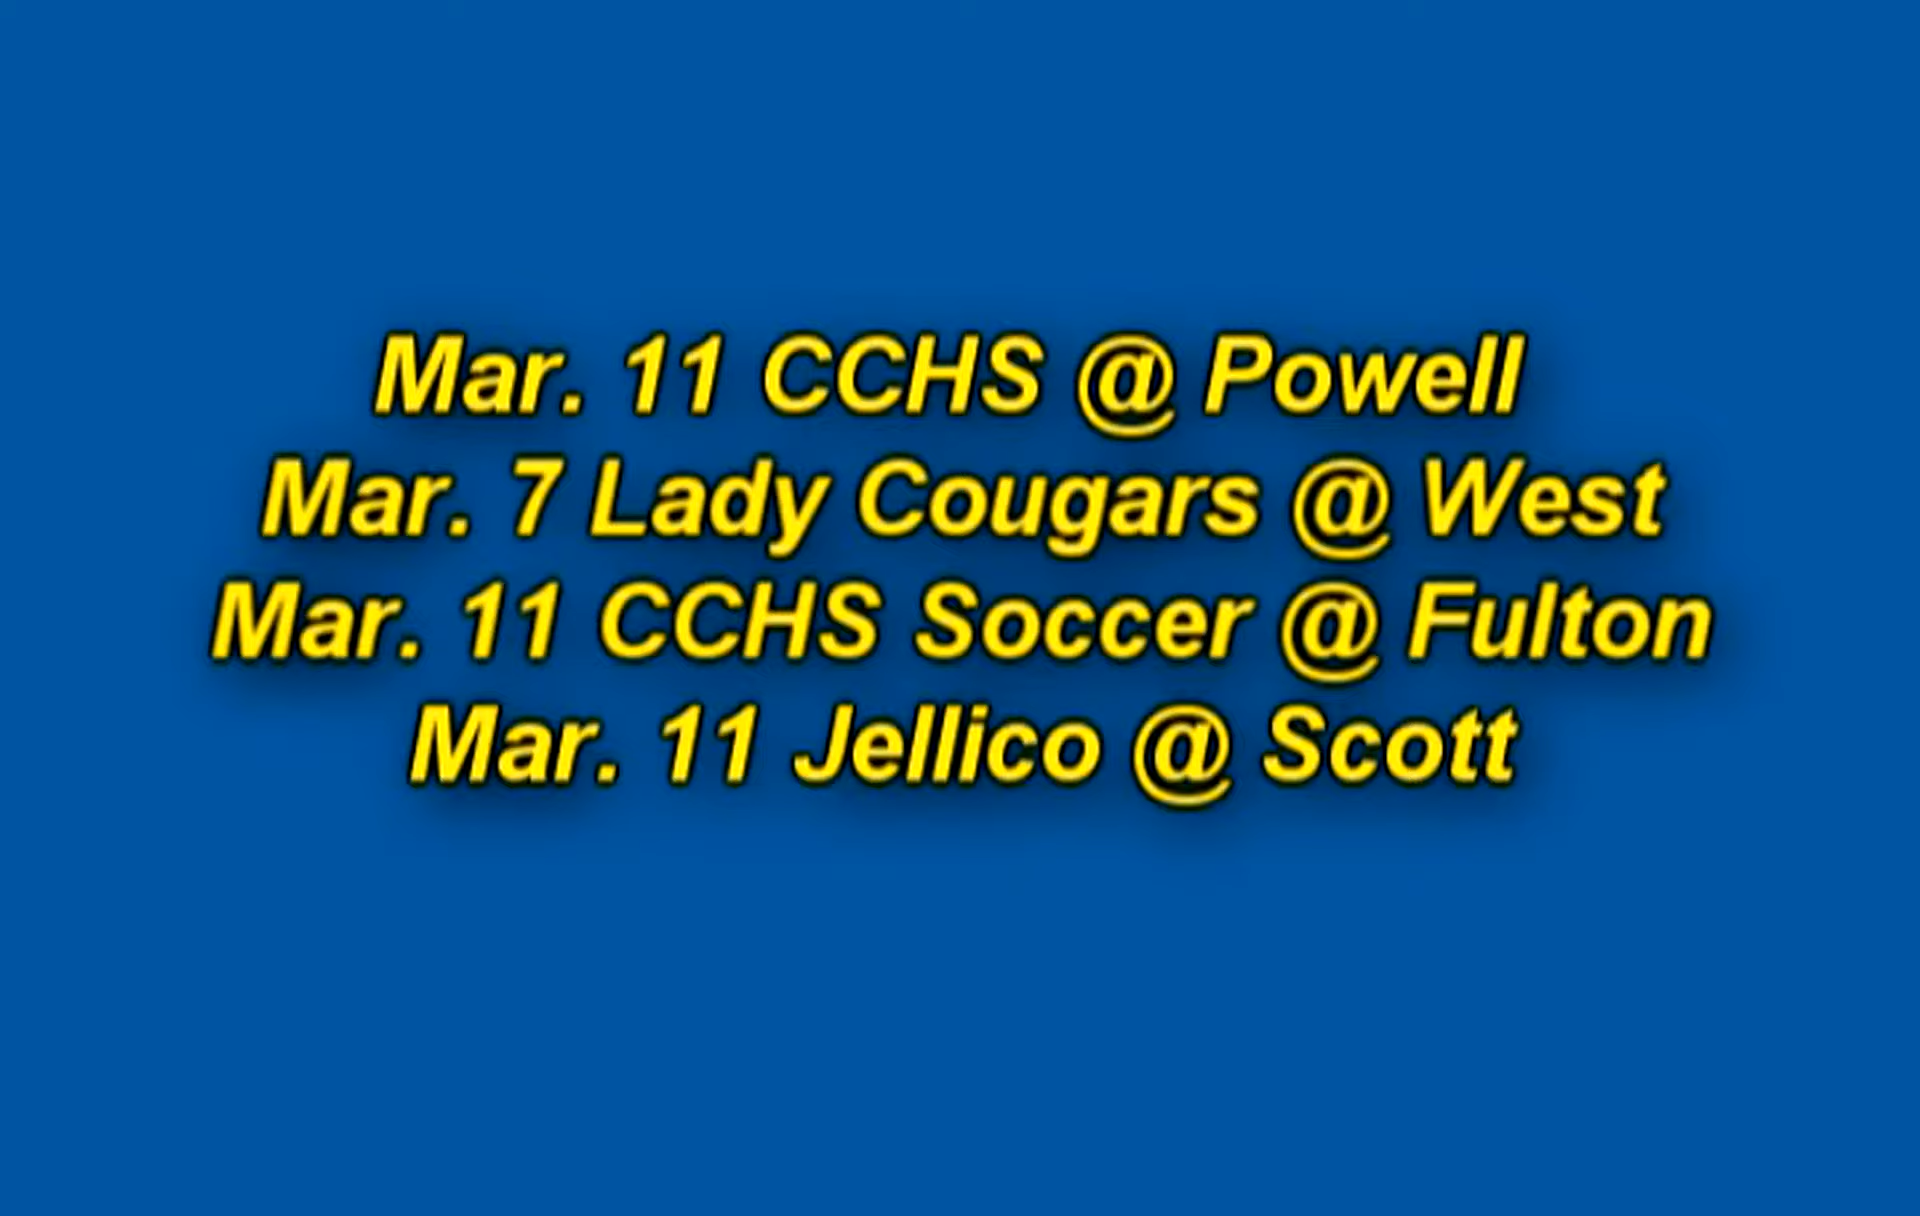 Mar. 11 CCHS @ Powell
Mar. 7 Lady Cougars @ West
Mar. 11 CCHS Soccer @ Fulton
Mar. 11 Jellico @ Scott